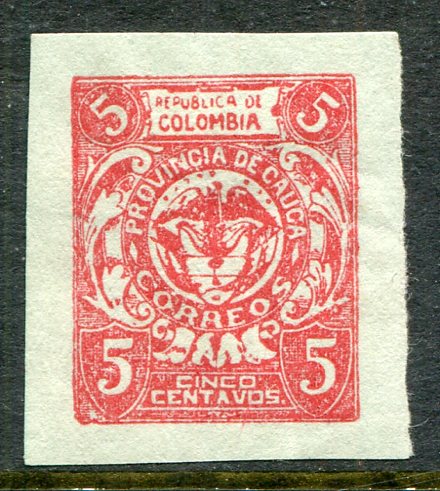 5 REPUBLICA DE 5
COLOMBIA
PROVINCIA DE CAUCA
CORREOS
5 5
CINCO
CENTAVOS.